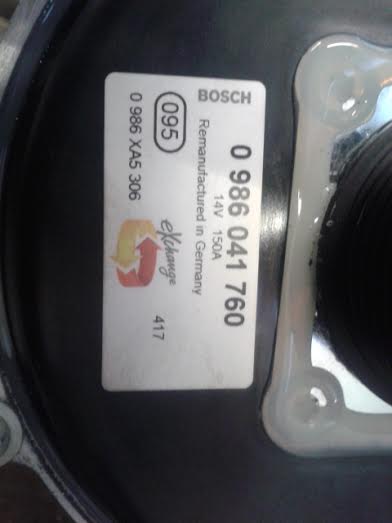 BOSCH
0 986 041 760
14V 150A
Remanufactured in Germany
eXchange
417
095
0 986 XA5 306